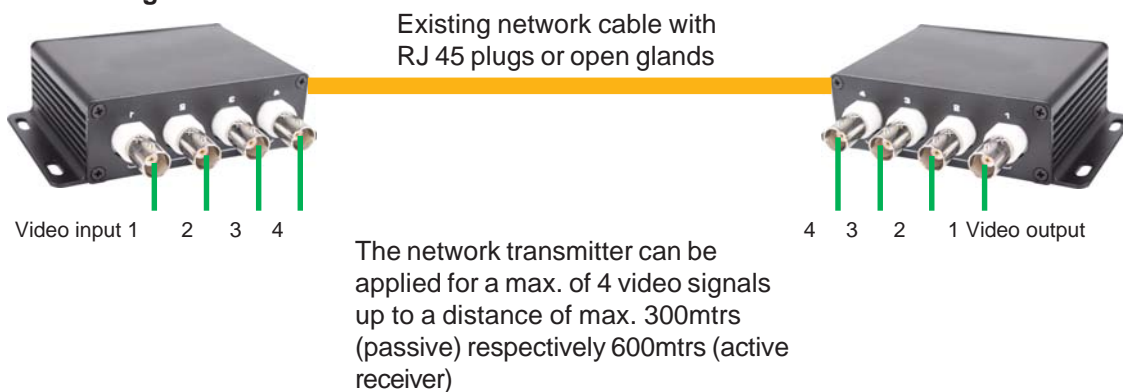 Existing network cable with
RJ 45 plugs or open glands
Video input 1 2 3 4
4 3 2 1 Video output
The network transmitter can be
applied for a max. of 4 video signals
up to a distance of max. 300mtrs
(passive) respectively 600mtrs (active
receiver)